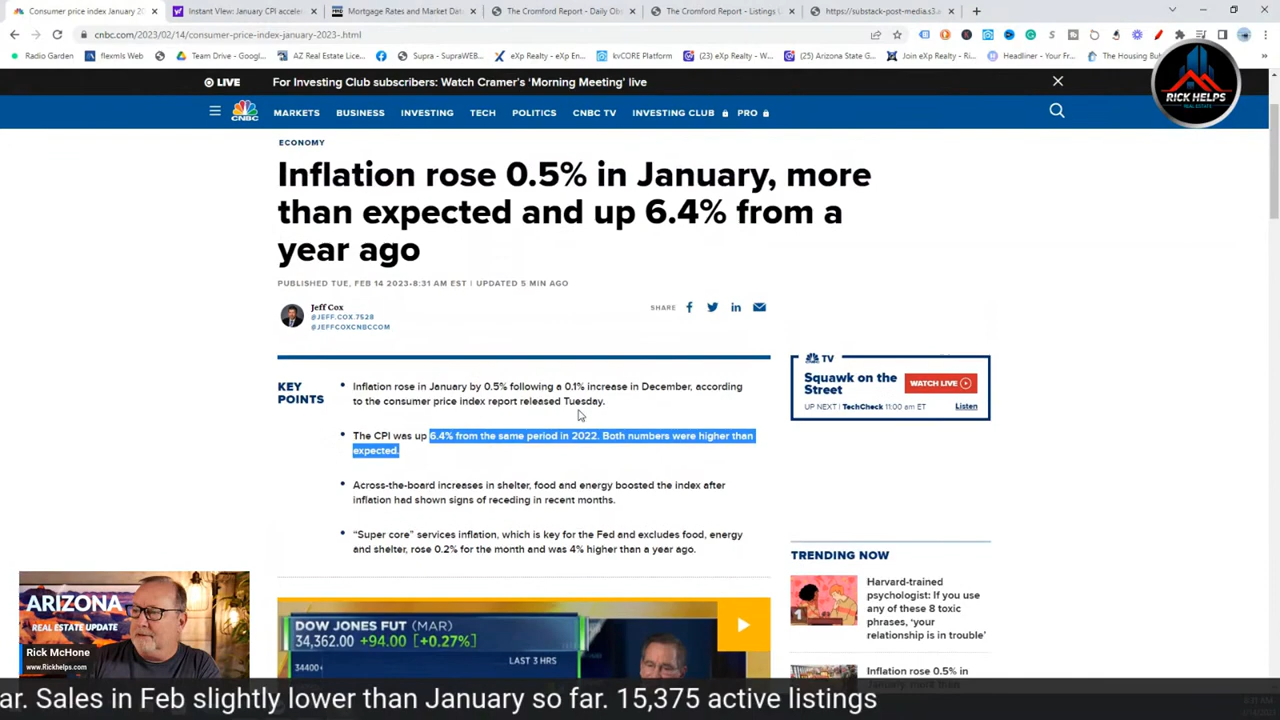 Consumer price index january 20
Instant View: January CPI acceler
Mortgage Rates and Market Dat
The Cromford Report - Daily Ob
The Cromford Report - Listings
https://substack-post-media.s3.a
cnbc.com/2023/02/14/consumer-price-index-january-2023-.html
Radio Garden
flexmls Web
Team Drive - Googl...
AZ Real Estate Lice...
Supra - SupraWEB...
eXp Realty - eXp En...
kvCORE Platform
(23) eXp Realty - W...
(25) Arizona State G...
Join eXp Realty - Ri...
Headliner - Your Fr...
The Housing Bu
LIVE
For Investing Club subscribers: Watch Cramer's 'Morning Meeting' live
RICK HELPS
REAL ESTATE
CNBC
MARKETS BUSINESS INVESTING TECH POLITICS CNBC TV INVESTING CLUB PRO
ECONOMY
Inflation rose 0.5% in January, more
than expected and up 6.4% from a
year ago
PUBLISHED TUE, FEB 14 2023•8:31 AM EST | UPDATED 5 MIN AGO
Jeff Cox
@JEFF.COX.7528
@JEFFCOXCNBCCOM
SHARE
KEY
POINTS
Inflation rose in January by 0.5% following a 0.1% increase in December, according
to the consumer price index report released Tuesday.
The CPI was up 6.4% from the same period in 2022. Both numbers were higher than
expected.
Across-the-board increases in shelter, food and energy boosted the index after
inflation had shown signs of receding in recent months.
“Super core” services inflation, which is key for the Fed and excludes food, energy
and shelter, rose 0.2% for the month and was 4% higher than a year ago.
TV
Squawk on the
Street
WATCH LIVE
UP NEXT | TechCheck 11:00 am ET
Listen
TRENDING NOW
1
Harvard-trained
psychologist: If you use
any of these 8 toxic
phrases, ‘your
relationship is in trouble’
Inflation rose 0.5% in
DOW JONES FUT (MAR)
34,362.00 +94.00 [+0.27%]
LAST 3 HRS
34400
ARIZONA
REAL ESTATE UPDATE
Rick McHone
www.Rickhelps.com
ar. Sales in Feb slightly lower than January so far. 15,375 active listings